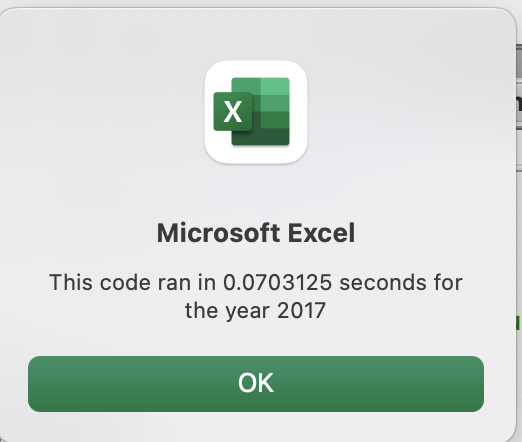 X
Microsoft Excel
This code ran in 0.0703125 seconds for
the year 2017
OK